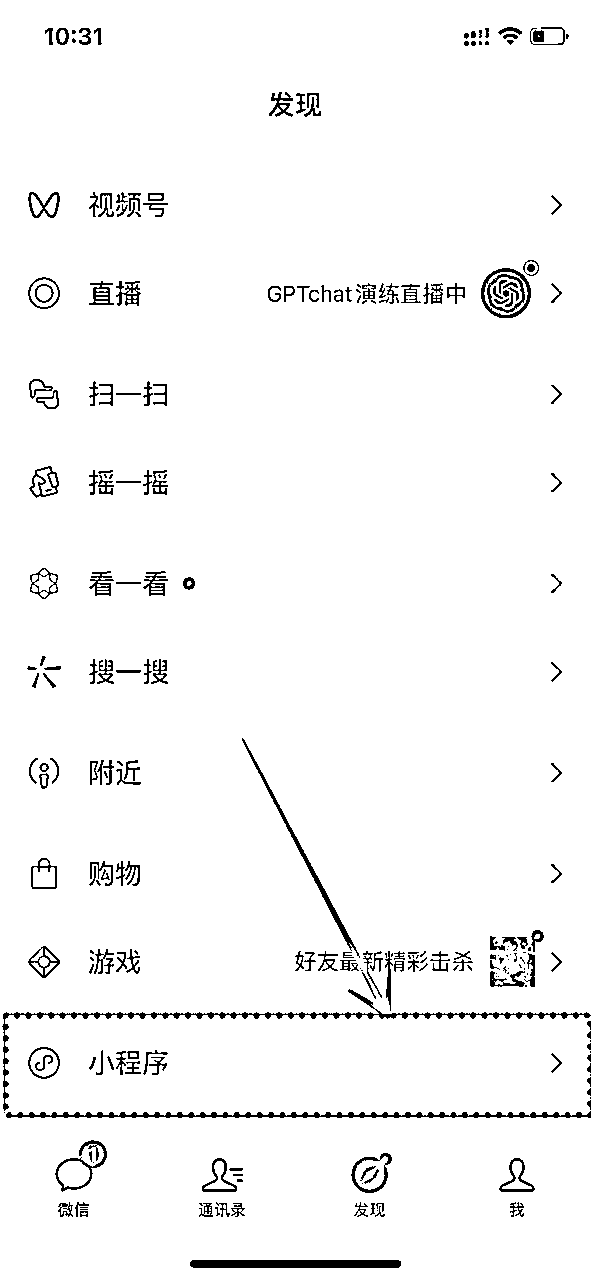 10:31
发现
视频号
直播 GPTchat演练直播中
扫一扫
摇一摇
看一看
搜一搜
附近
购物
游戏 好友最新精彩击杀
小程序
微信 通讯录 发现 我